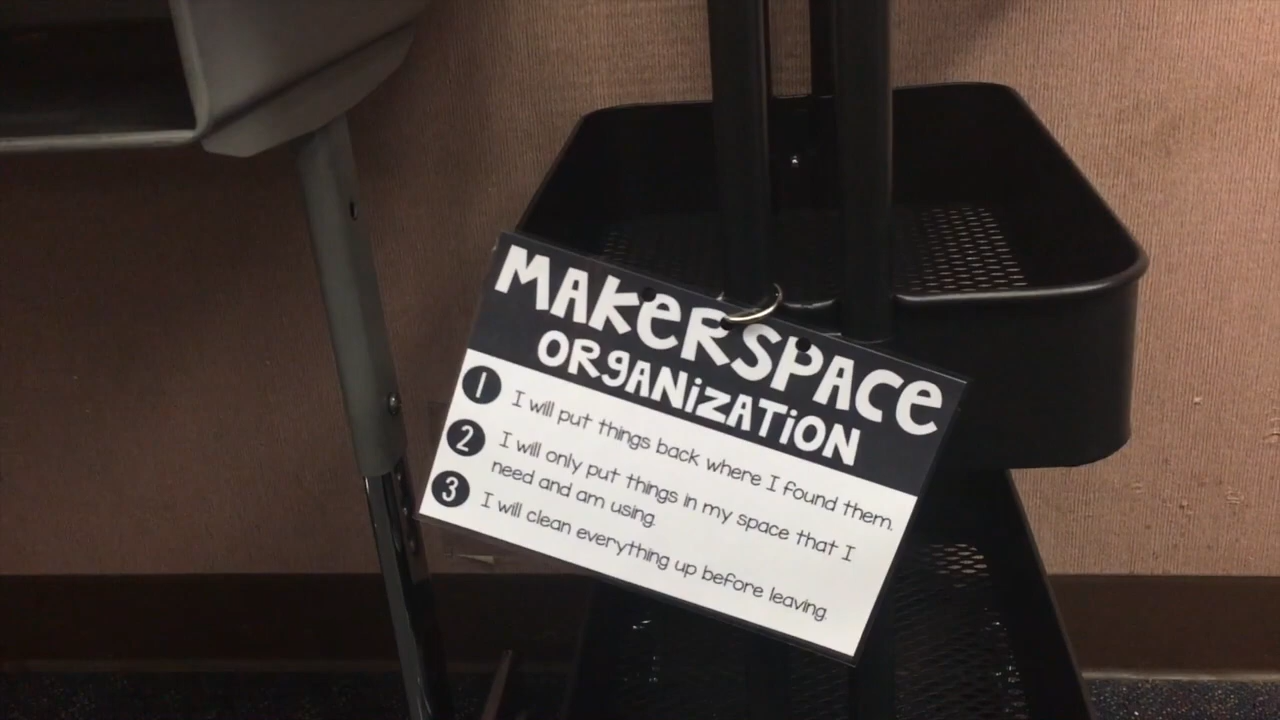 MAKeRSPACe
ORgANiZATiON
1 I will put things back where I found them.
2 I will only put things in my space that I
need and am using.
3 I will clean everything up before leaving.